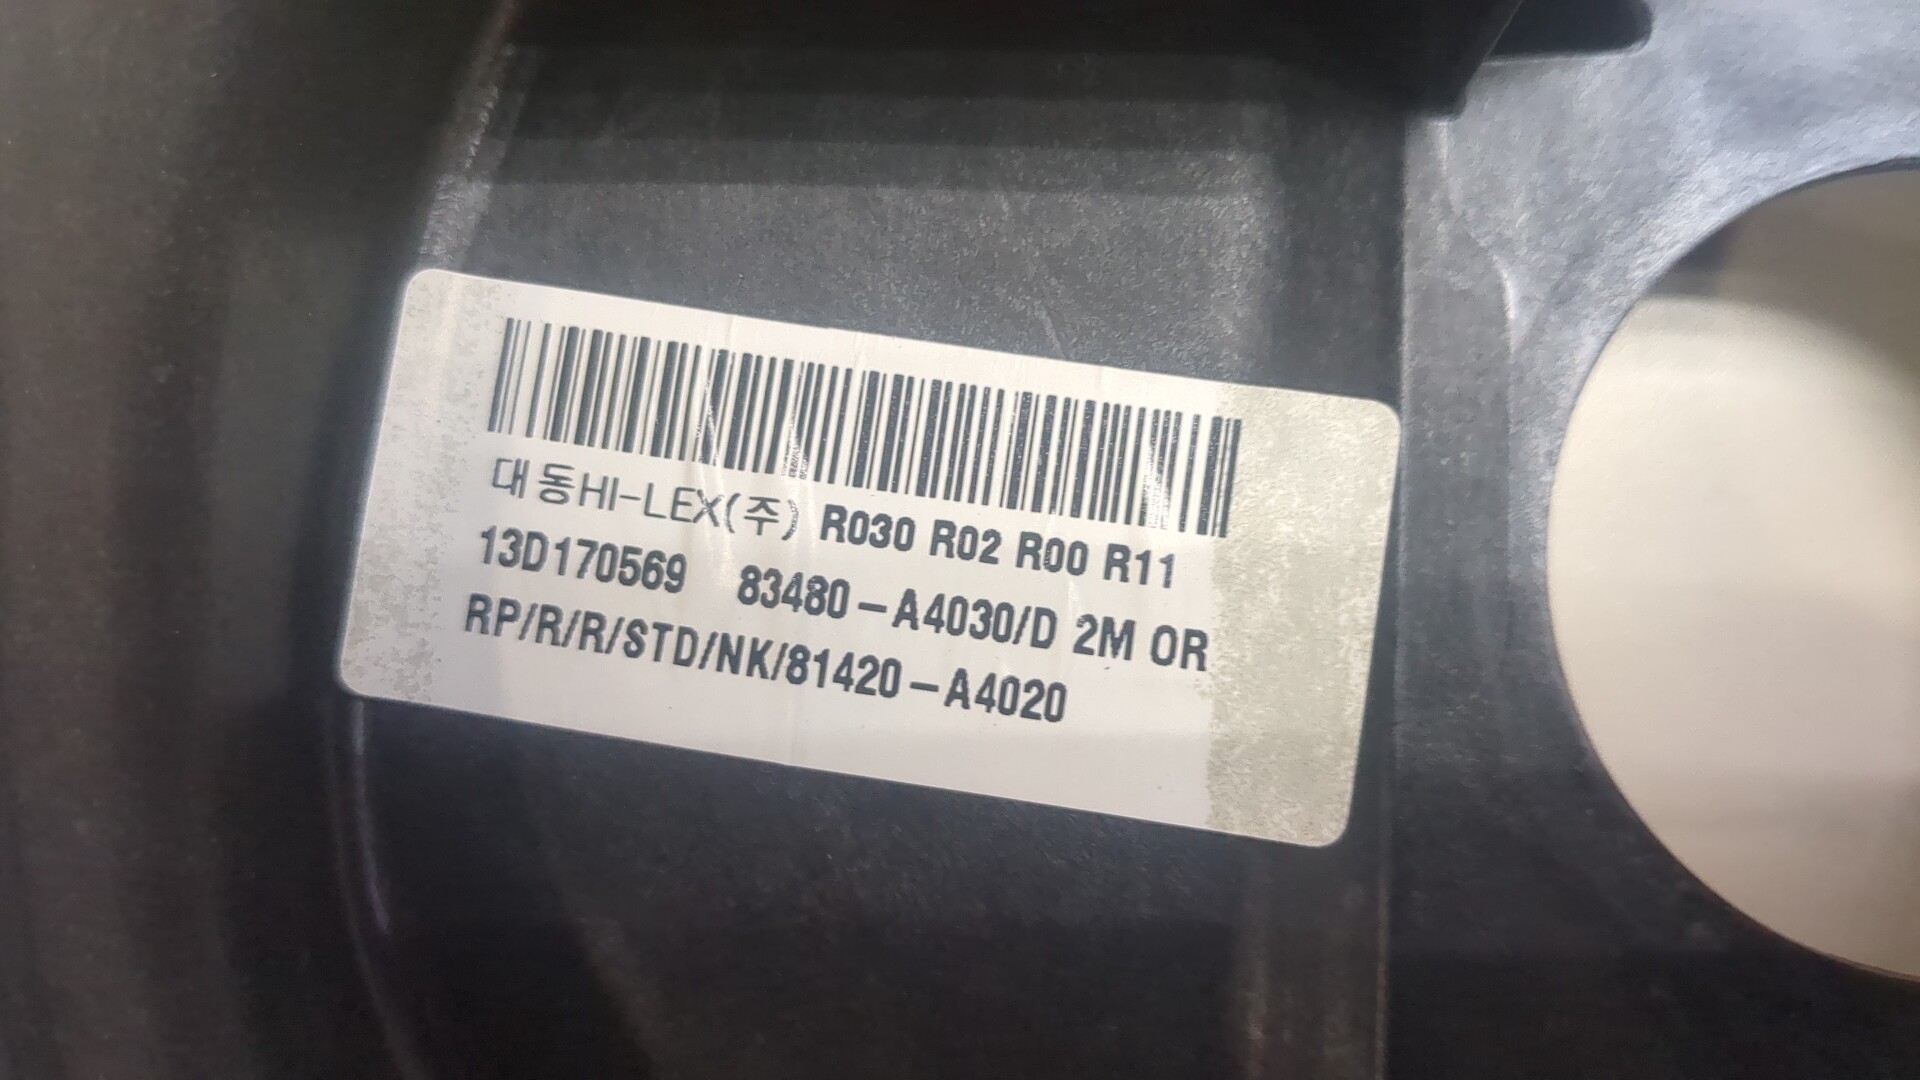 대동HI-LEX(주) R030 R02 R00 R11
13D170569 83480-A4030/D 2M OR
RP/R/R/STD/NK/81420-A4020